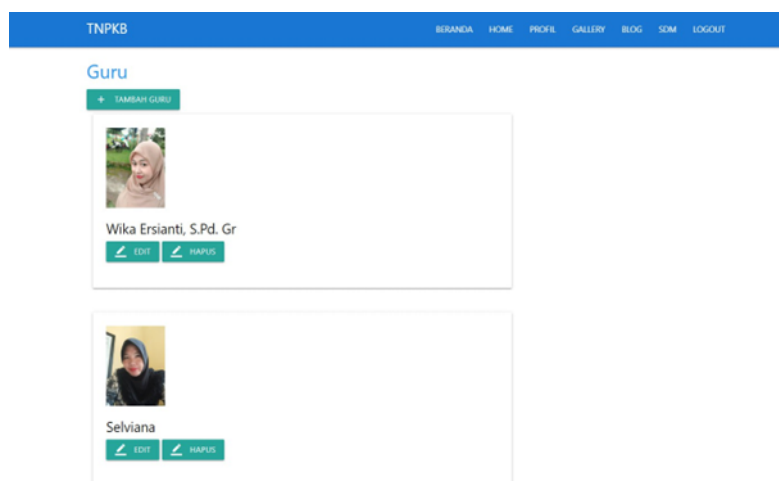 TNPKB
BERANDA HOME PROFIL GALLERY BLOG SDM LOGOUT
Guru
+ TAMBAH GURU
Wika Ersianti, S.Pd. Gr
EDIT HAPUS
Selviana
EDIT HAPUS